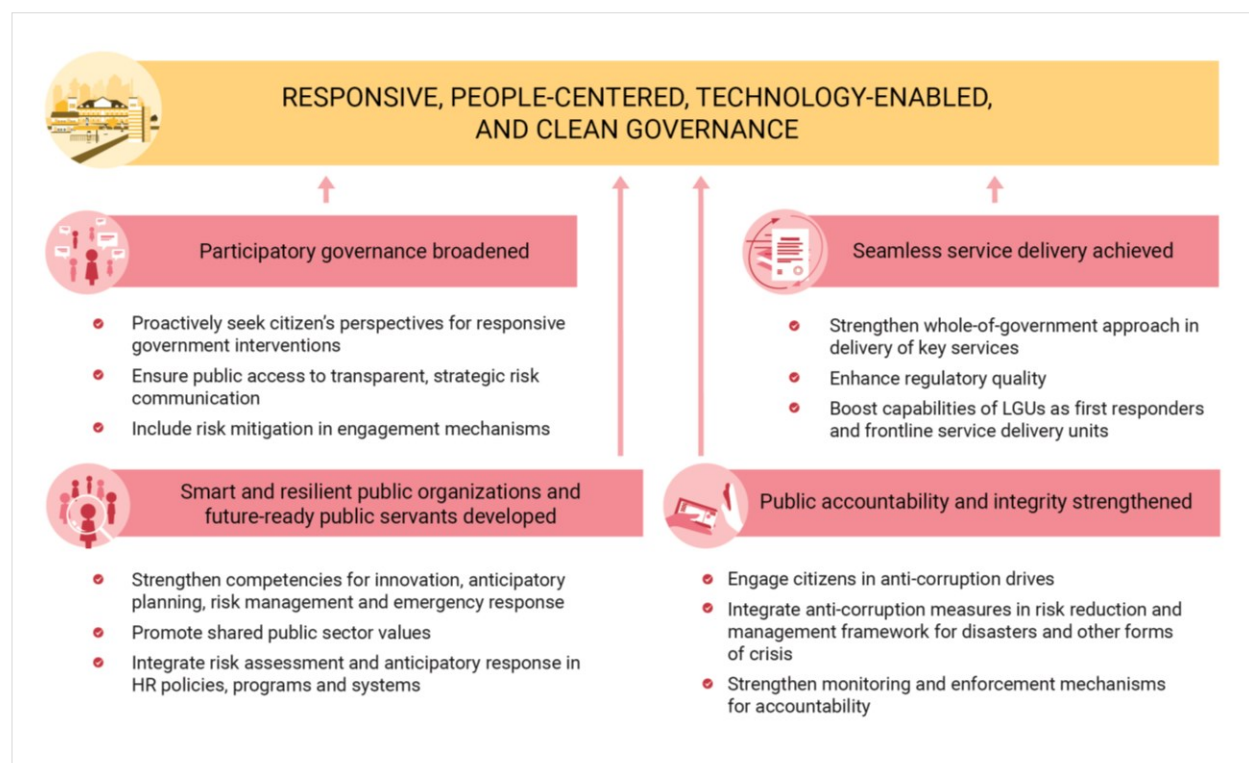 RESPONSIVE, PEOPLE-CENTERED, TECHNOLOGY-ENABLED,
AND CLEAN GOVERNANCE
Participatory governance broadened
Proactively seek citizen's perspectives for responsive
government interventions
Ensure public access to transparent, strategic risk
communication
Include risk mitigation in engagement mechanisms
Seamless service delivery achieved
Strengthen whole-of-government approach in
delivery of key services
Enhance regulatory quality
Boost capabilities of LGUs as first responders
and frontline service delivery units
Smart and resilient public organizations and
future-ready public servants developed
Strengthen competencies for innovation, anticipatory
planning, risk management and emergency response
Promote shared public sector values
Integrate risk assessment and anticipatory response in
HR policies, programs and systems
Public accountability and integrity strengthened
Engage citizens in anti-corruption drives
Integrate anti-corruption measures in risk reduction and
management framework for disasters and other forms
of crisis
Strengthen monitoring and enforcement mechanisms
for accountability